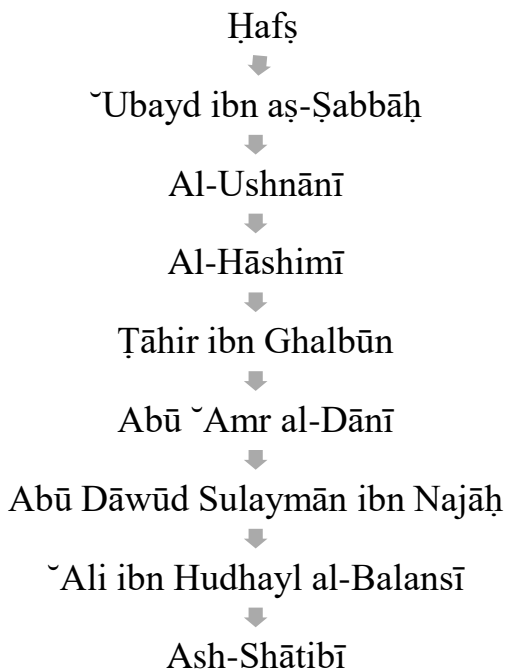 Ḥafṣ
˘Ubayd ibn aṣ-Ṣabbāḥ
Al-Ushnānī
Al-Hāshimī
Ṭāhir ibn Ghalbūn
Abū ˘Amr al-Dānī
Abū Dāwūd Sulaymān ibn Najāḥ
˘Ali ibn Hudhayl al-Balansī
Ash-Shātibī